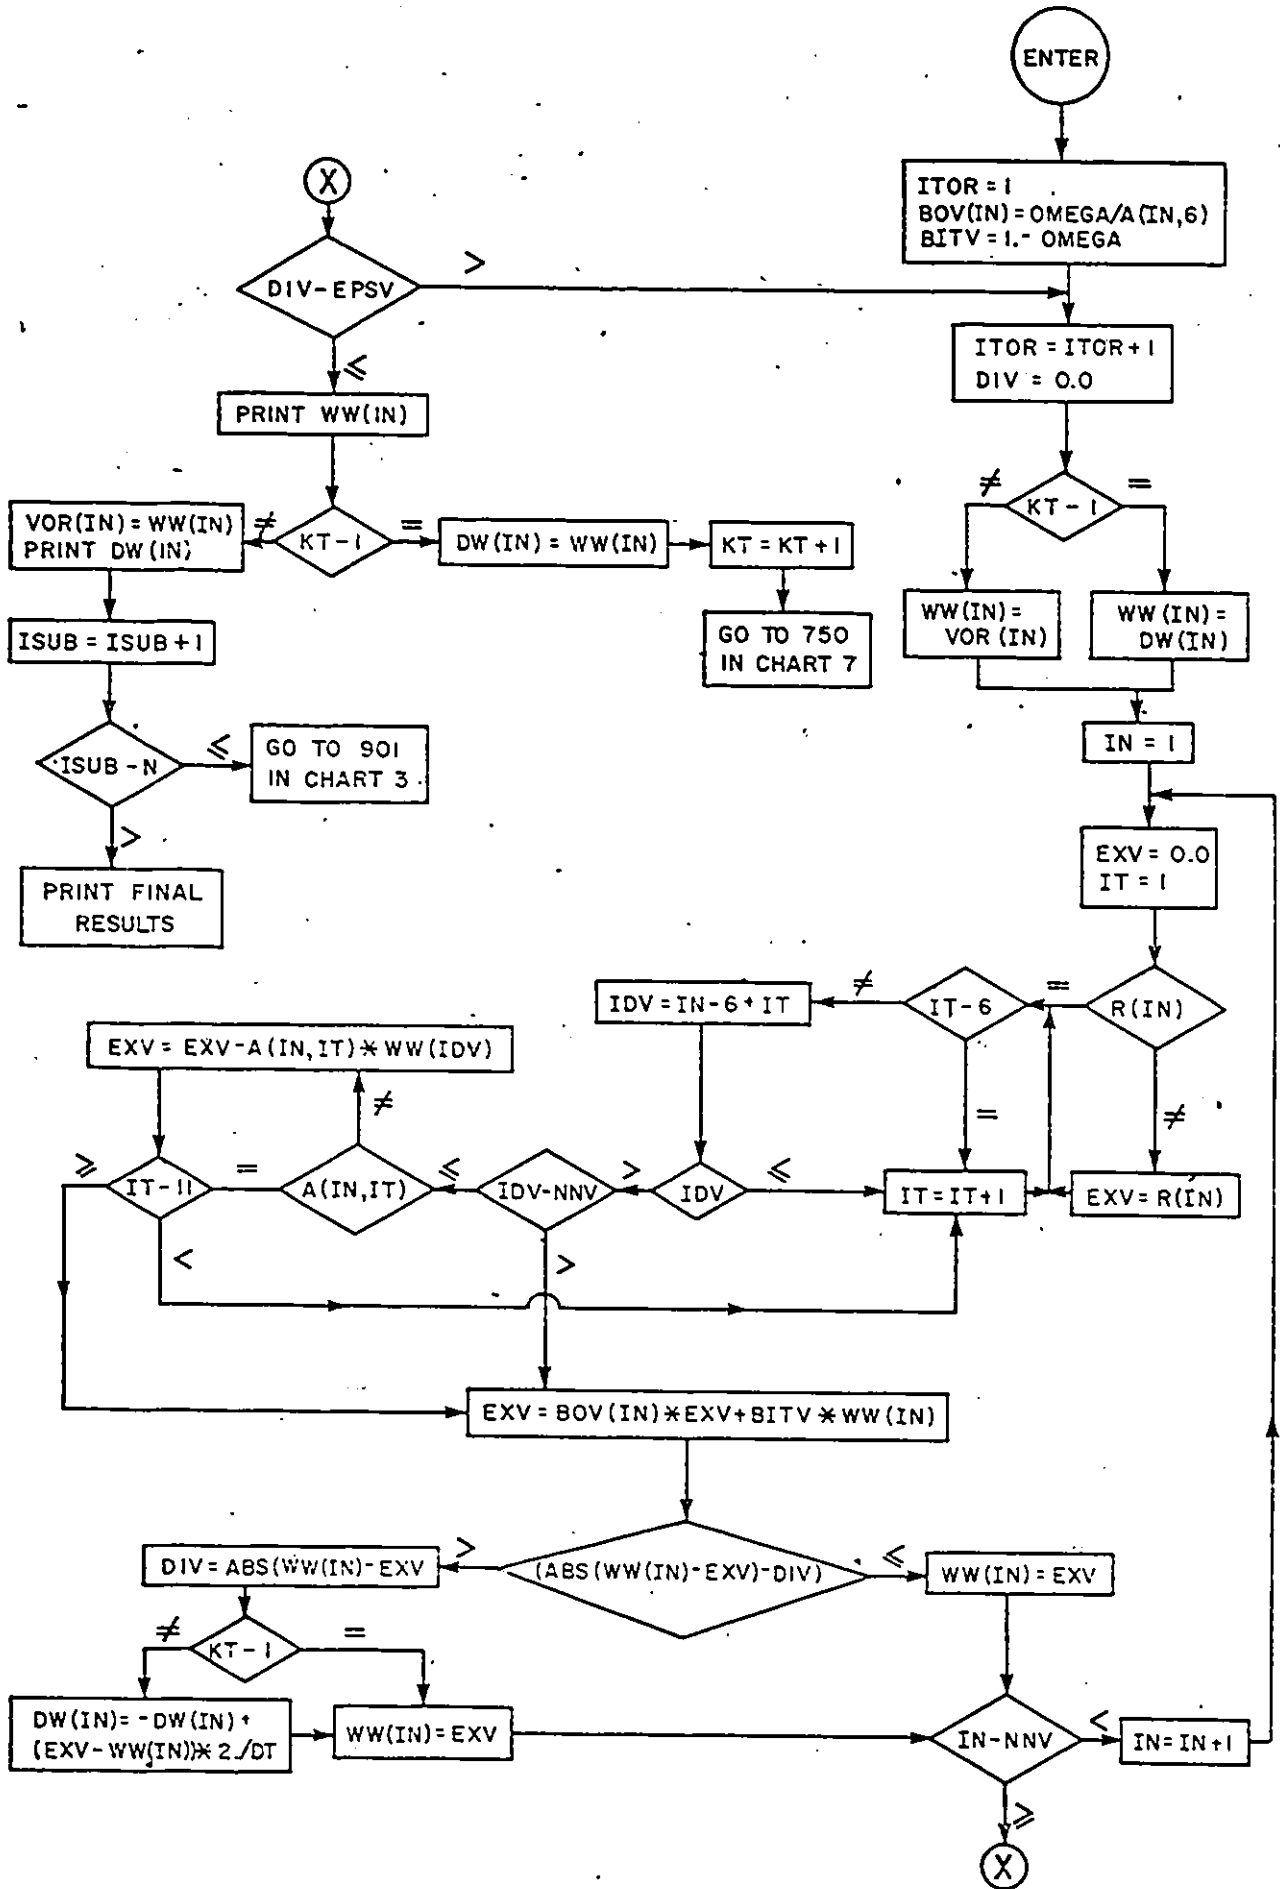 ENTER
ITOR = 1
BOV(IN)=OMEGA/A(IN,6)
BITV = 1.- OMEGA
X
>
DIV-EPSV
≤
ITOR = ITOR+1
DIV = 0.0
PRINT WW(IN)
≠
=
KT-1
VOR(IN)=WW(IN)
PRINT DW(IN)
≠
KT-1
=
DW(IN)=WW(IN)
KT=KT+1
WW(IN)=
VOR(IN)
WW(IN)=
DW(IN)
ISUB=ISUB+1
GO TO 750
IN CHART 7
ISUB-N
≤
GO TO 901
IN CHART 3
IN = 1
>
EXV = 0.0
IT = 1
PRINT FINAL
RESULTS
IDV=IN-6+IT
≠
IT-6
=
R(IN)
EXV=EXV-A(IN,IT)*WW(IDV)
≠
=
≠
≥
IT-11
=
A(IN,IT)
≤
IDV-NNV
>
IDV
≤
IT=IT+1
EXV=R(IN)
<
>
EXV=BOV(IN)*EXV+BITV*WW(IN)
DIV=ABS(WW(IN)-EXV)
>
(ABS(WW(IN)-EXV)-DIV)
≤
WW(IN)=EXV
≠
KT-1
=
DW(IN)=-DW(IN)+
(EXV-WW(IN))*2./DT
WW(IN)=EXV
IN-NNV
<
IN=IN+1
≥
X